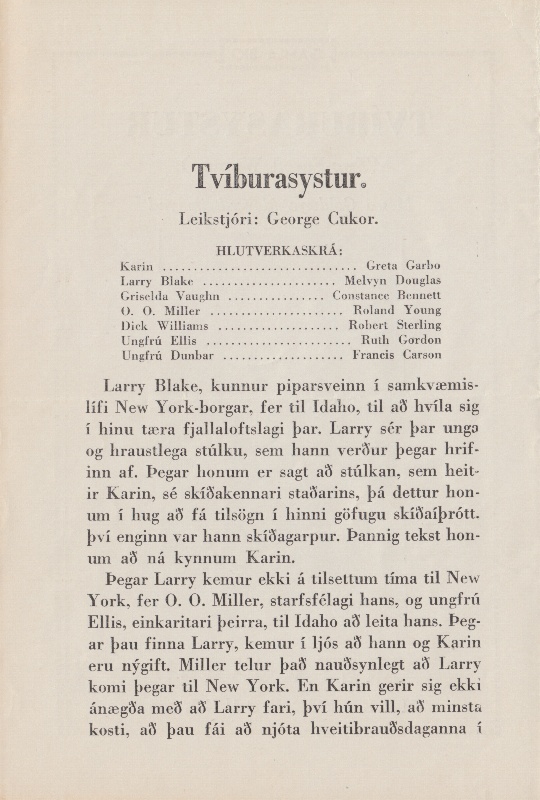 Tvíburasystur.
Leikstjóri: George Cukor.
HLUTVERKASKRÁ:
Karin ................................ Greta Garbo
Larry Blake ...................... Melvyn Douglas
Griselda Vaughn ................ Constance Bennett
O. O. Miller ...................... Roland Young
Dick Williams .................... Robert Sterling
Ungfrú Ellis ........................ Ruth Gordon
Ungfrú Dunbar .................... Francis Carson
Larry Blake, kunnur piparsveinn í samkvæmis-
lífi New York-borgar, fer til Idaho, til að hvíla sig
í hinu tæra fjallaloftslagi þar. Larry sér þar unga
og hraustlega stúlku, sem hann verður þegar hrif-
inn af. Þegar honum er sagt að stúlkan, sem heit-
ir Karin, sé skíðakennari staðarins, þá dettur hon-
um í hug að fá tilsögn í hinni göfugu skíðaíþrótt.
því enginn var hann skíðagarpur. Þannig tekst hon-
um að ná kynnum Karin.
Þegar Larry kemur ekki á tilsettum tíma til New
York, fer O. O. Miller, starfsfélagi hans, og ungfrú
Ellis, einkaritari þeirra, til Idaho að leita hans. Þeg-
ar þau finna Larry, kemur í ljós að hann og Karin
eru nýgift. Miller telur það nauðsynlegt að Larry
komi þegar til New York. En Karin gerir sig ekki
ánægða með að Larry fari, því hún vill, að minsta
kosti, að þau fái að njóta hveitibrauðsdaganna í